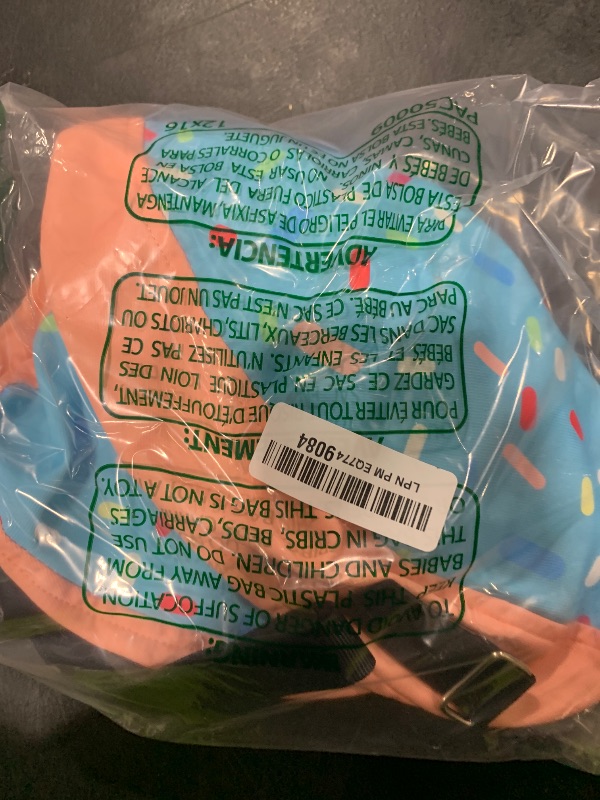 WARNING:
TO AVOID DANGER OF SUFFOCATION
KEEP THIS PLASTIC BAG AWAY FROM
BABIES AND CHILDREN. DO NOT USE
BAG IN CRIBS, BEDS, CARRIAGES
THIS BAG IS NOT A TOY.
LPN PM EQ774 9084
POUR ÉVITER TOUT D'ÉTOUFFEMENT,
GARDEZ CE SAC EN PLASTIQUE LOIN DES
BÉBÉS ET LES ENFANTS. N'UTILISEZ PAS CE
SAC DANS LES BERCEAUX, LITS, CHARIOTS OU
PARC AU BÉBÉ. CE SAC N'EST PAS UN JOUET.
ADVERTENCIA:
PARA EVITAR EL PELIGRO DE ASFIXIA, MANTENGA
ESTA BOLSA DE PLASTICO FUERA DEL ALCANCE
DE BEBÉS Y NIÑOS. NO USAR ESTA BOLSA EN
CUNAS, CAMAS, CARRIOLAS O CORRALES PARA
BEBÉS. ESTA BOLSA NO ES UN JUGUETE.
PAC50009 12x16